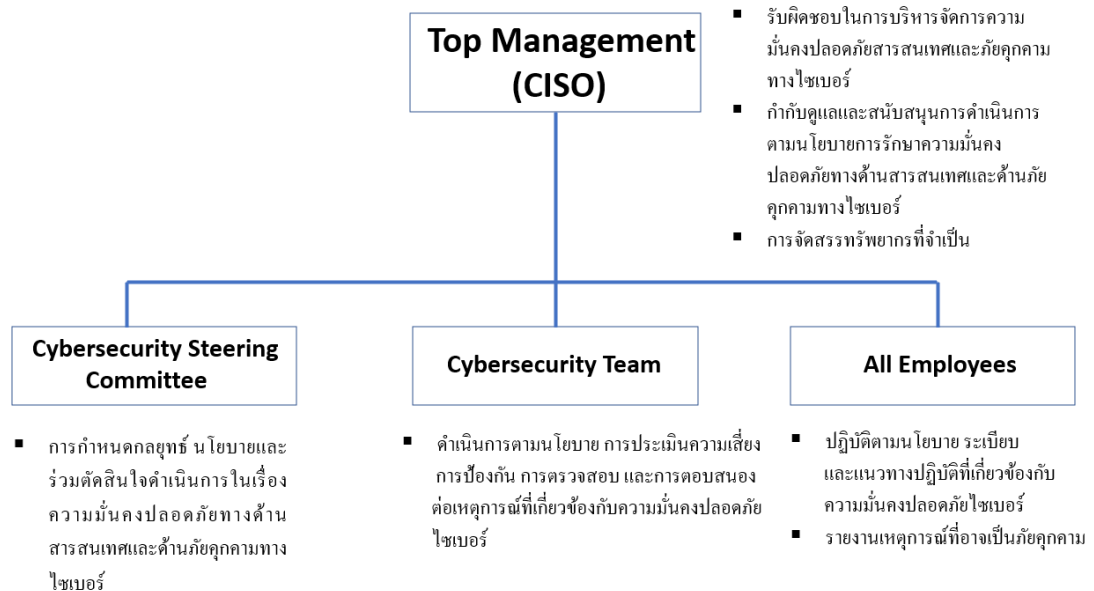 Top Management
(CISO)
▪ รับผิดชอบในการบริหารจัดการความ
มั่นคงปลอดภัยสารสนเทศและภัยคุกคาม
ทางไซเบอร์
▪ กำกับดูแลและสนับสนุนการดำเนินการ
ตามนโยบายการรักษาความมั่นคง
ปลอดภัยทางด้านสารสนเทศและด้านภัย
คุกคามทางไซเบอร์
▪ การจัดสรรทรัพยากรที่จำเป็น
Cybersecurity Steering
Committee
▪ การกำหนดกลยุทธ์ นโยบายและ
ร่วมตัดสินใจดำเนินการในเรื่อง
ความมั่นคงปลอดภัยทางด้าน
สารสนเทศและด้านภัยคุกคามทาง
ไซเบอร์
Cybersecurity Team
▪ ดำเนินการตามนโยบาย การประเมินความเสี่ยง
การป้องกัน การตรวจสอบ และการตอบสนอง
ต่อเหตุการณ์ที่เกี่ยวข้องกับความมั่นคงปลอดภัย
ไซเบอร์
All Employees
▪ ปฏิบัติตามนโยบาย ระเบียบ
และแนวทางปฏิบัติที่เกี่ยวข้องกับ
ความมั่นคงปลอดภัยไซเบอร์
▪ รายงานเหตุการณ์ที่อาจเป็นภัยคุกคาม